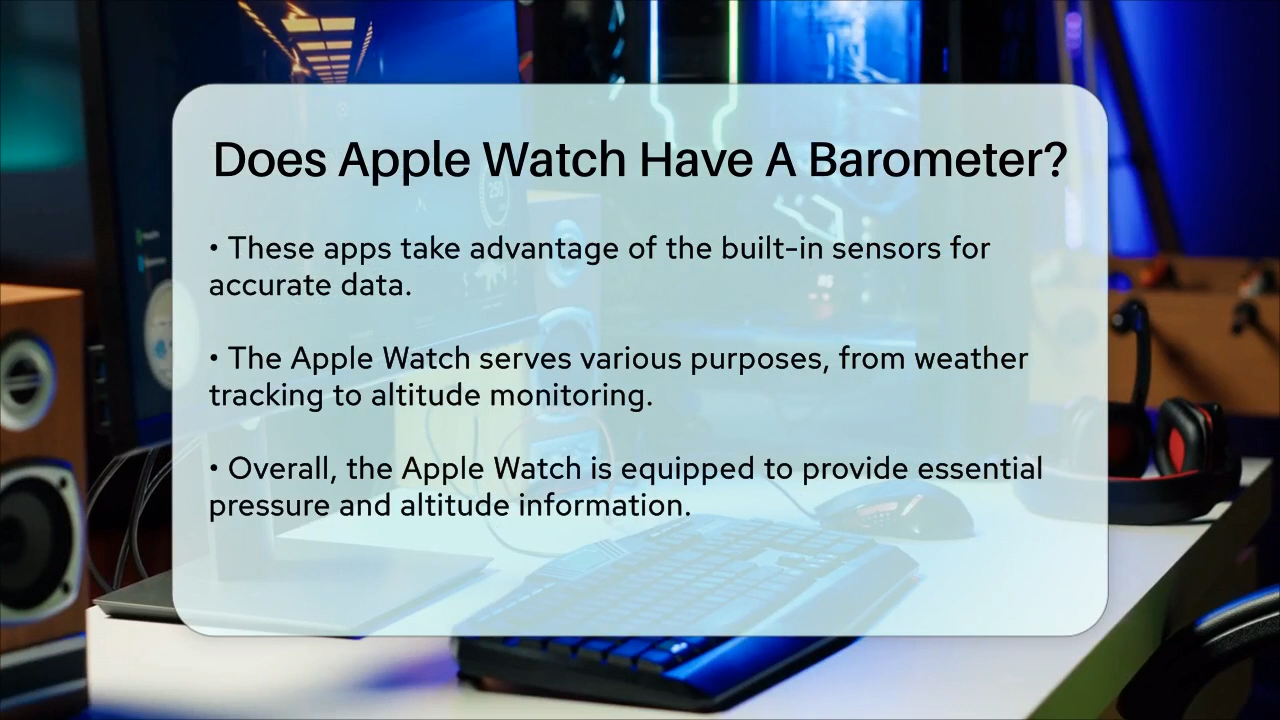 Does Apple Watch Have A Barometer?
• These apps take advantage of the built-in sensors for
accurate data.
• The Apple Watch serves various purposes, from weather
tracking to altitude monitoring.
• Overall, the Apple Watch is equipped to provide essential
pressure and altitude information.